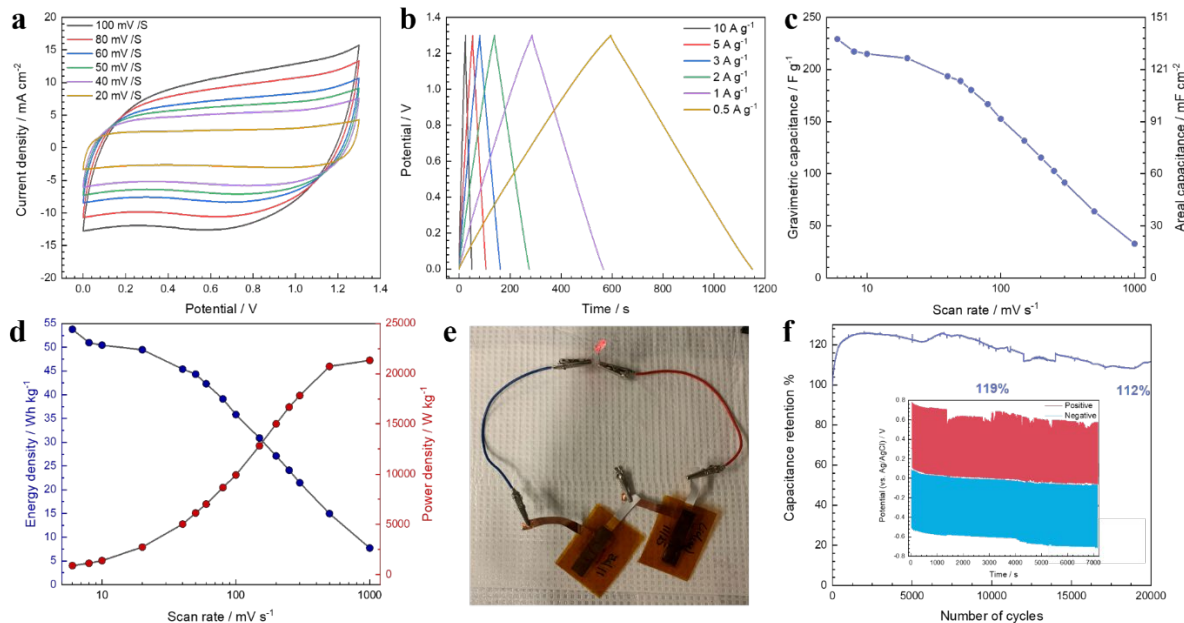 a
100 mV /S
80 mV /S
60 mV /S
50 mV /S
40 mV /S
20 mV /S
20
15
10
5
0
-5
-10
-15
-20
Current density / mA cm⁻²
0.0 0.2 0.4 0.6 0.8 1.0 1.2 1.4
Potential / V
b
10 A g⁻¹
5 A g⁻¹
3 A g⁻¹
2 A g⁻¹
1 A g⁻¹
0.5 A g⁻¹
1.4
1.2
1.0
0.8
0.6
0.4
0.2
0.0
Potential / V
0 200 400 600 800 1000 1200
Time / s
c
250
200
150
100
50
0
Gravimetric capacitance / F g⁻¹
151
121
91
60
30
0
Areal capacitance / mF cm⁻²
10 100 1000
Scan rate / mV s⁻¹
d
55
50
45
40
35
30
25
20
15
10
5
0
Energy density / Wh kg⁻¹
25000
20000
15000
10000
5000
0
Power density / W kg⁻¹
10 100 1000
Scan rate / mV s⁻¹
e
f
120
100
80
60
40
20
0
Capacitance retention %
119%
112%
Positive
Negative
0.8
0.6
0.4
0.2
0.0
-0.2
-0.4
-0.6
-0.8
Potential (vs. Ag/AgCl) / V
0 1000 2000 3000 4000 5000 6000 7000
Time / s
0 5000 10000 15000 20000
Number of cycles